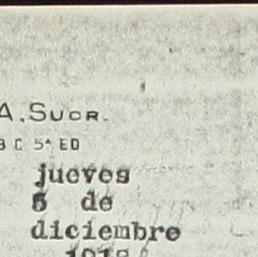 A, SUCR.
B C 5ª ED
jueves
5 de
diciembre